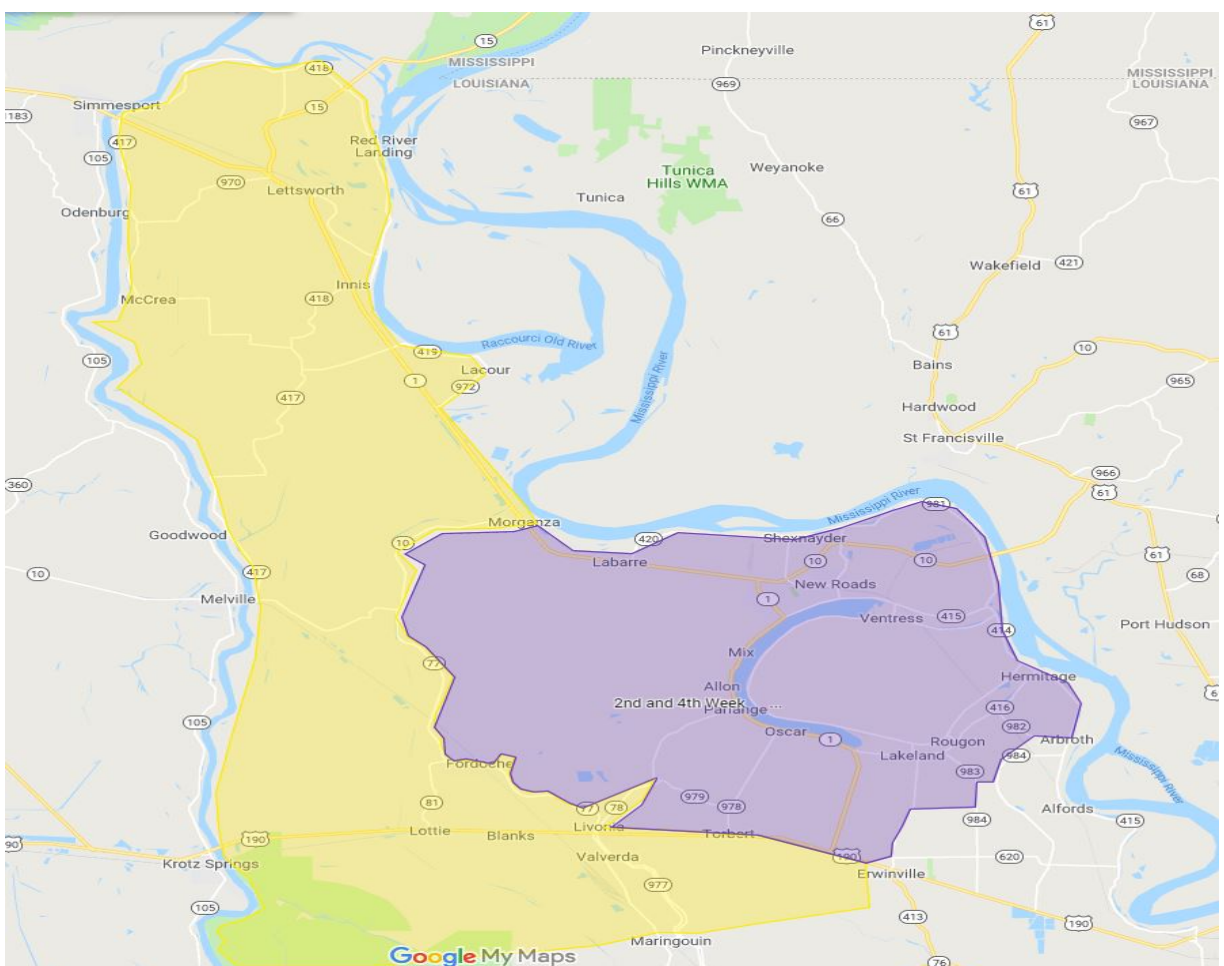 61
15
Pinckneyville
MISSISSIPPI
LOUISIANA
418
969
MISSISSIPPI
LOUISIANA
Simmesport
15
1183
967
417
Red River
Landing
105
Tunica
Hills WMA
Weyanoke
970
Lettsworth
61
Tunica
Odenburg
66
Wakefield
421
Innis
McCrea
418
61
Raccourci Old River
419
10
105
Lacour
Bains
1
972
965
417
Mississippi River
Hardwood
St Francisville
966
360
61
Mississippi River
981
Morganza
Goodwood
420
Shexnayder
10
61
Labarre
10
10
10
417
New Roads
68
Melville
1
Ventress
415
Port Hudson
414
Mix
77
Hermitage
Allon
2nd and 4th Week ...
Parlange
416
6
105
982
Oscar
1
Rougon
Arbroth
Lakeland
984
Mississippi River
Fordoche
983
979
81
77
78
978
Alfords
984
415
Lottie
Blanks
Livonia
Torbert
190
90
Krotz Springs
Valverda
190
620
Erwinville
977
105
413
190
Maringouin
Google My Maps
76